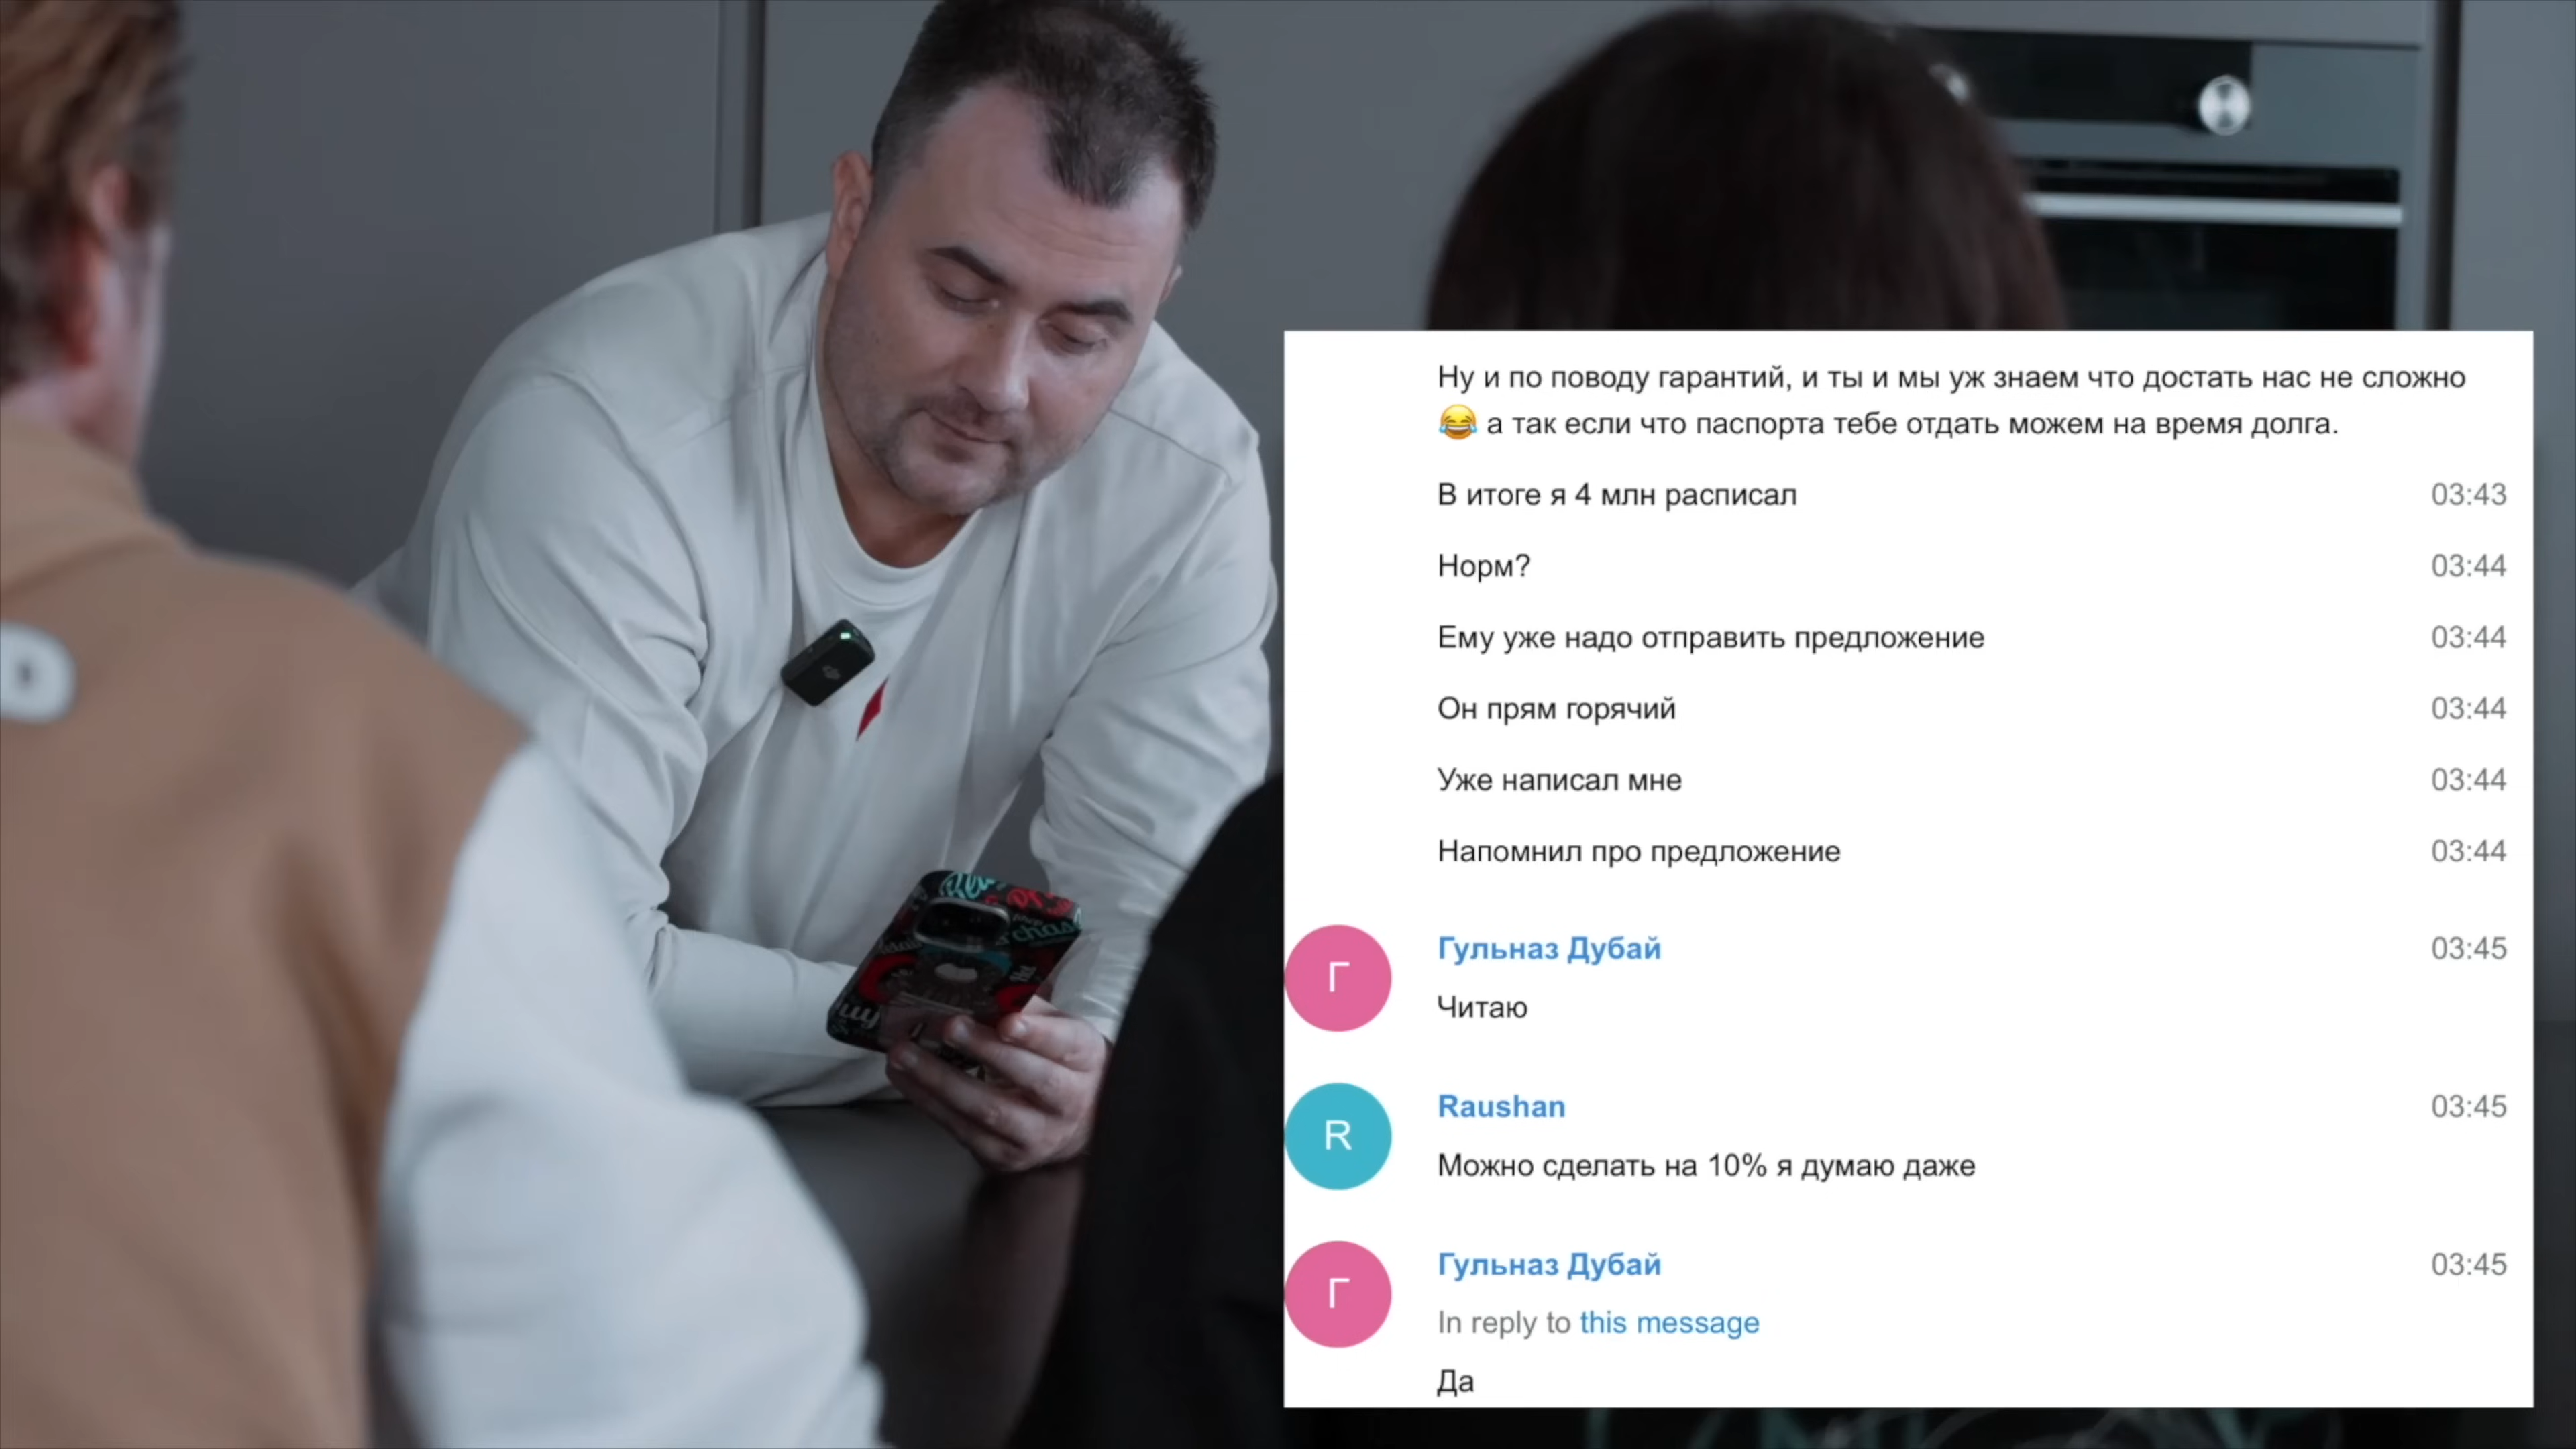 Ну и по поводу гарантий, и ты и мы уж знаем что достать нас не сложно
😂 а так если что паспорта тебе отдать можем на время долга.
В итоге я 4 млн расписал 03:43
Норм? 03:44
Ему уже надо отправить предложение 03:44
Он прям горячий 03:44
Уже написал мне 03:44
Напомнил про предложение 03:44
Г
Гульназ Дубай 03:45
Читаю
R
Raushan 03:45
Можно сделать на 10% я думаю даже
Г
Гульназ Дубай 03:45
In reply to this message
Да